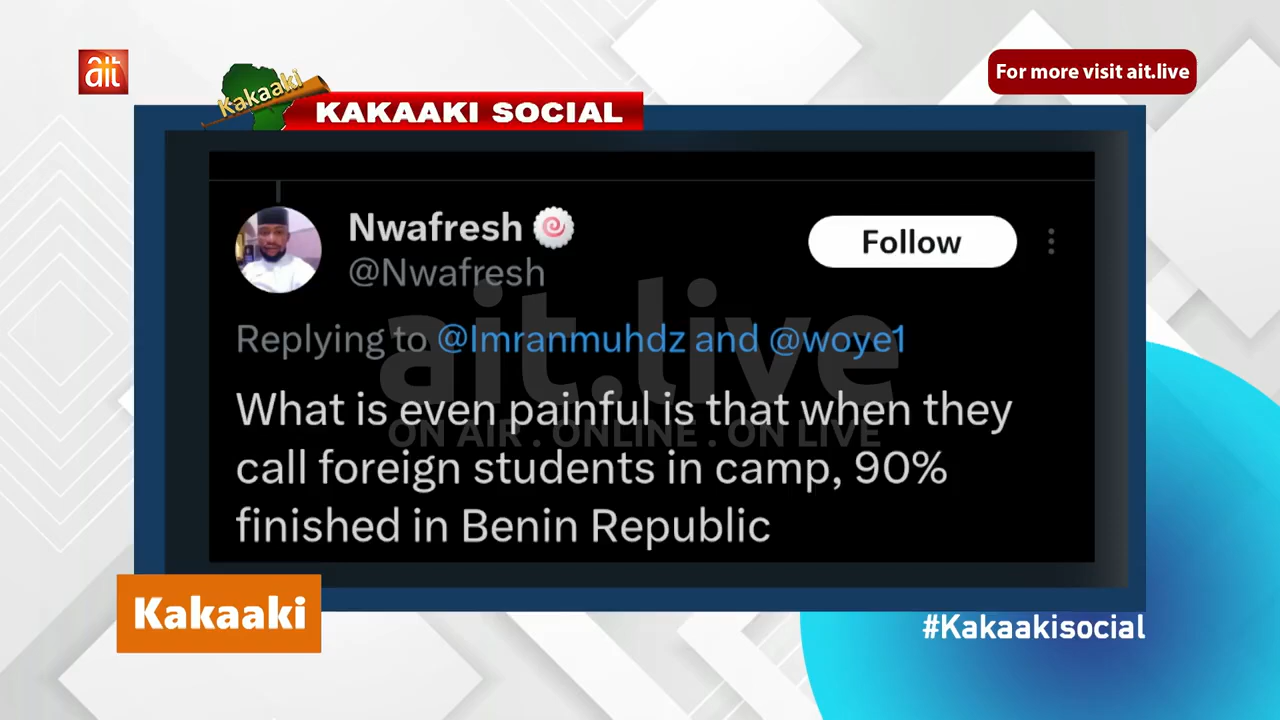 ait
For more visit ait.live
Kakaaki
KAKAAKI SOCIAL
Nwafresh
Follow
@Nwafresh
Replying to @Imranmuhdz and @woye1
ait.live
What is even painful is that when they
ON AIR . ONLINE . ON LIVE
call foreign students in camp, 90%
finished in Benin Republic
Kakaaki
#Kakaakisocial